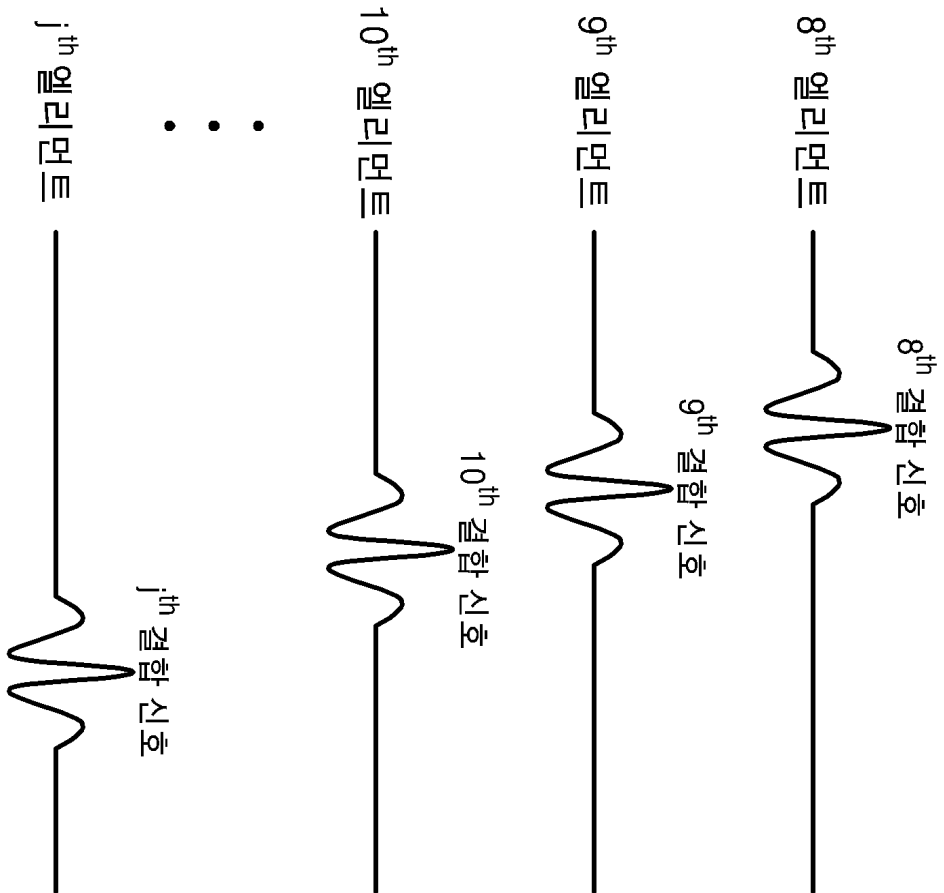 8th 엘리먼트
8th 결합 신호
9th 엘리먼트
9th 결합 신호
10th 엘리먼트
10th 결합 신호
• • •
jth 엘리먼트
jth 결합 신호